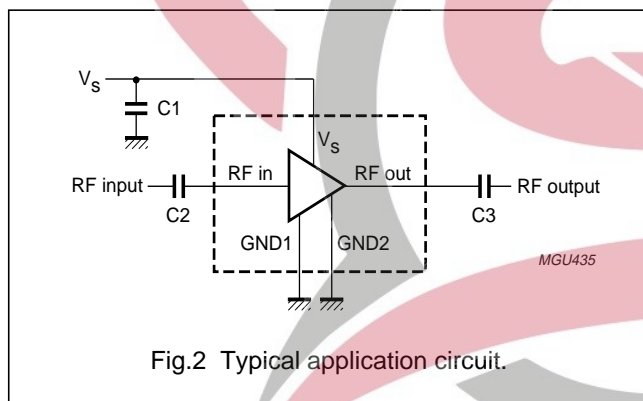 Vs
C1
Vs
RF input
RF in
RF out
RF output
C2
C3
GND1
GND2
MGU435
Fig.2 Typical application circuit.